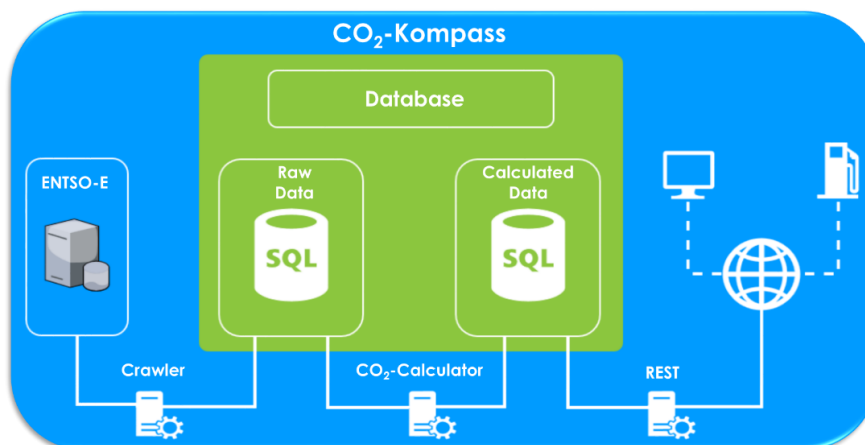 CO₂-Kompass
Database
ENTSO-E
Raw
Data
SQL
Calculated
Data
SQL
Crawler
CO₂-Calculator
REST